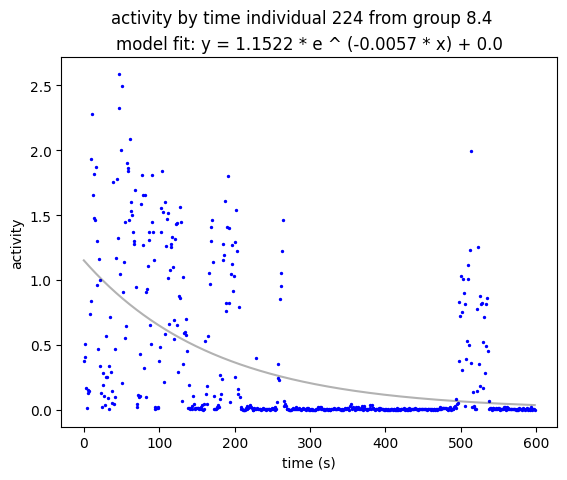 activity by time individual 224 from group 8.4
model fit: y = 1.1522 * e ^ (-0.0057 * x) + 0.0
2.5
2.0
1.5
1.0
0.5
0.0
activity
0 100 200 300 400 500 600
time (s)